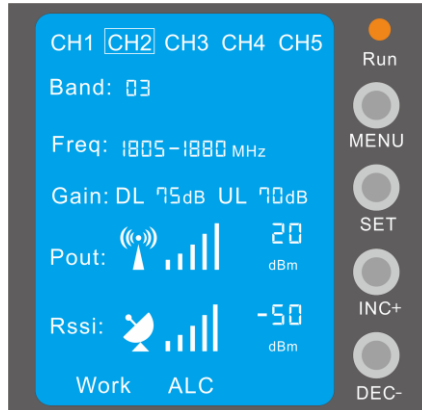 CH1 CH2 CH3 CH4 CH5
Run
Band: 03
MENU
Freq: 1805-1880 MHz
Gain: DL 75dB UL 70dB
SET
Pout: 20
dBm
INC+
Rssi: -50
dBm
Work ALC
DEC-